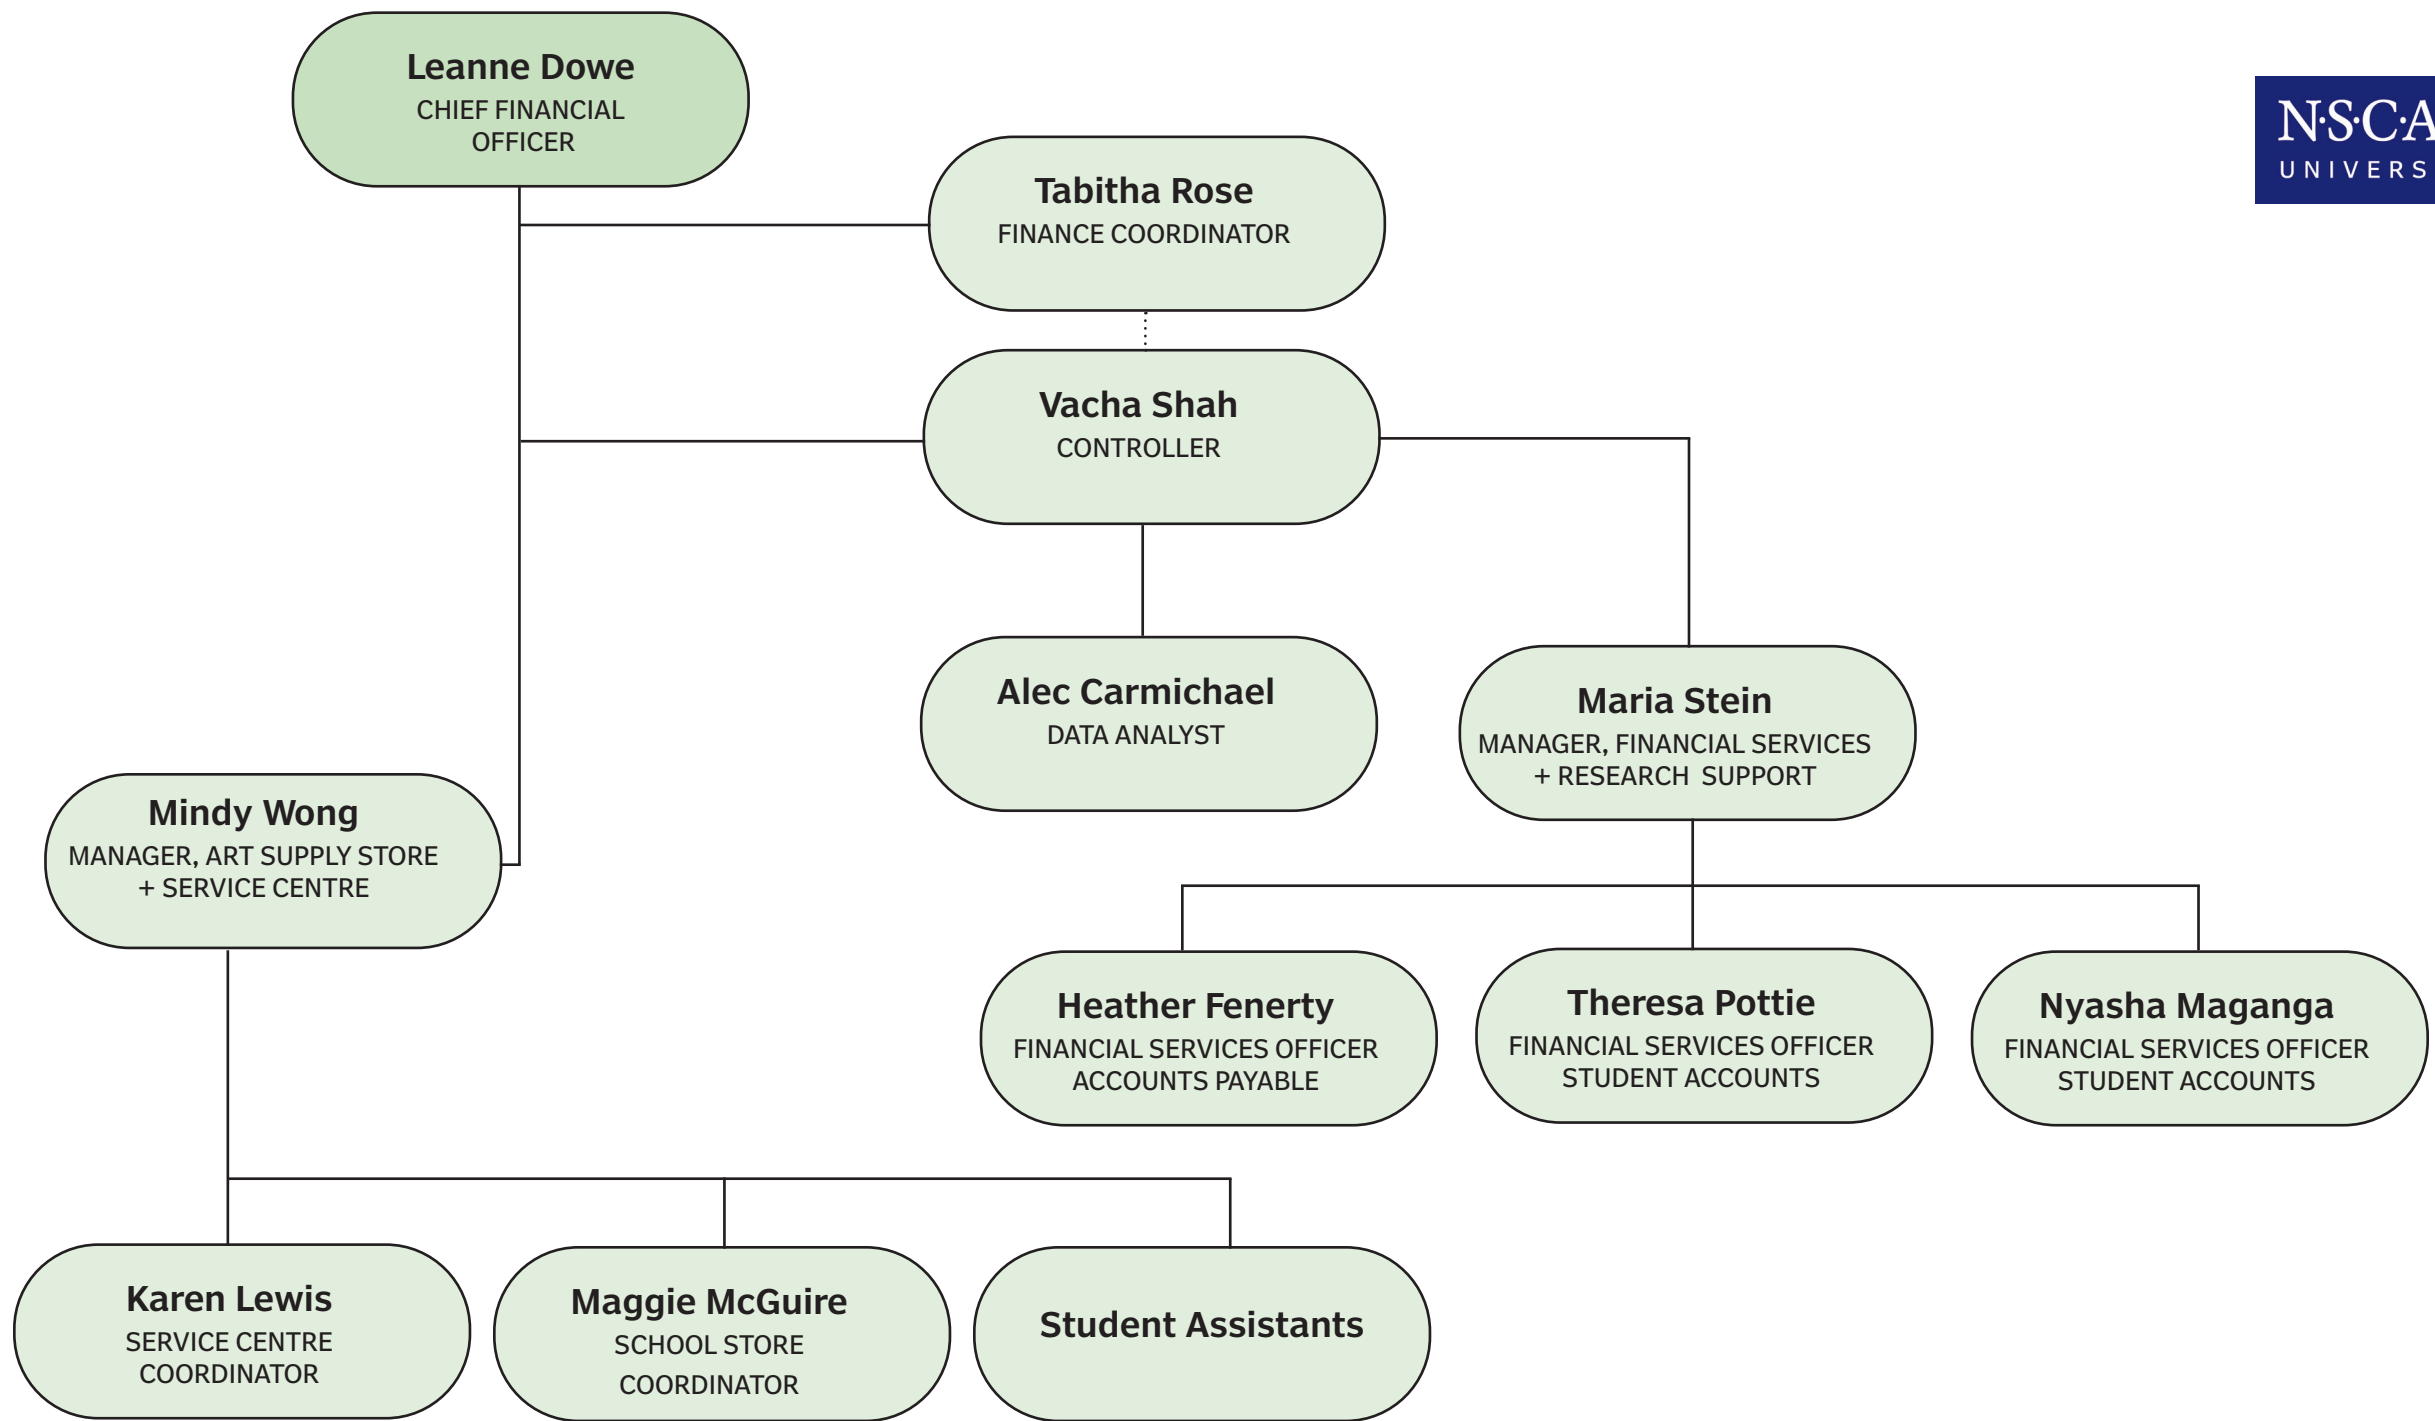 Leanne Dowe
CHIEF FINANCIAL
OFFICER
N·S·C·A
UNIVERS
Tabitha Rose
FINANCE COORDINATOR
Vacha Shah
CONTROLLER
Alec Carmichael
DATA ANALYST
Maria Stein
MANAGER, FINANCIAL SERVICES
+ RESEARCH SUPPORT
Mindy Wong
MANAGER, ART SUPPLY STORE
+ SERVICE CENTRE
Heather Fenerty
FINANCIAL SERVICES OFFICER
ACCOUNTS PAYABLE
Theresa Pottie
FINANCIAL SERVICES OFFICER
STUDENT ACCOUNTS
Nyasha Maganga
FINANCIAL SERVICES OFFICER
STUDENT ACCOUNTS
Karen Lewis
SERVICE CENTRE
COORDINATOR
Maggie McGuire
SCHOOL STORE
COORDINATOR
Student Assistants